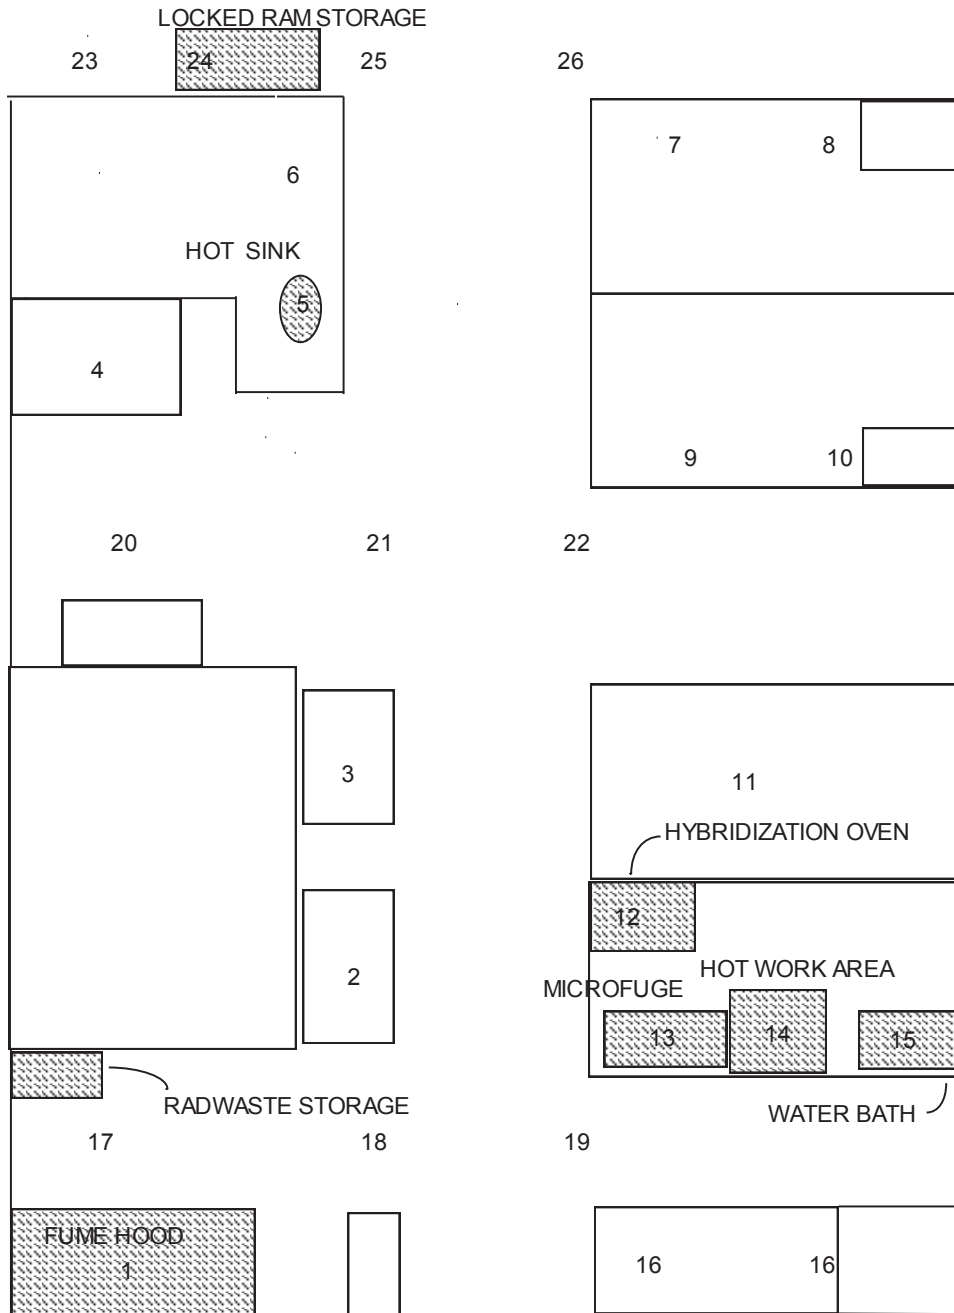 LOCKED RAM STORAGE
23 24 25 26
7 8
6
HOT SINK
5
4
9 10
20 21 22
3
11
HYBRIDIZATION OVEN
12
2
HOT WORK AREA
MICROFUGE
13 14 15
RADWASTE STORAGE
WATER BATH
17 18 19
FUME HOOD
1
16 16